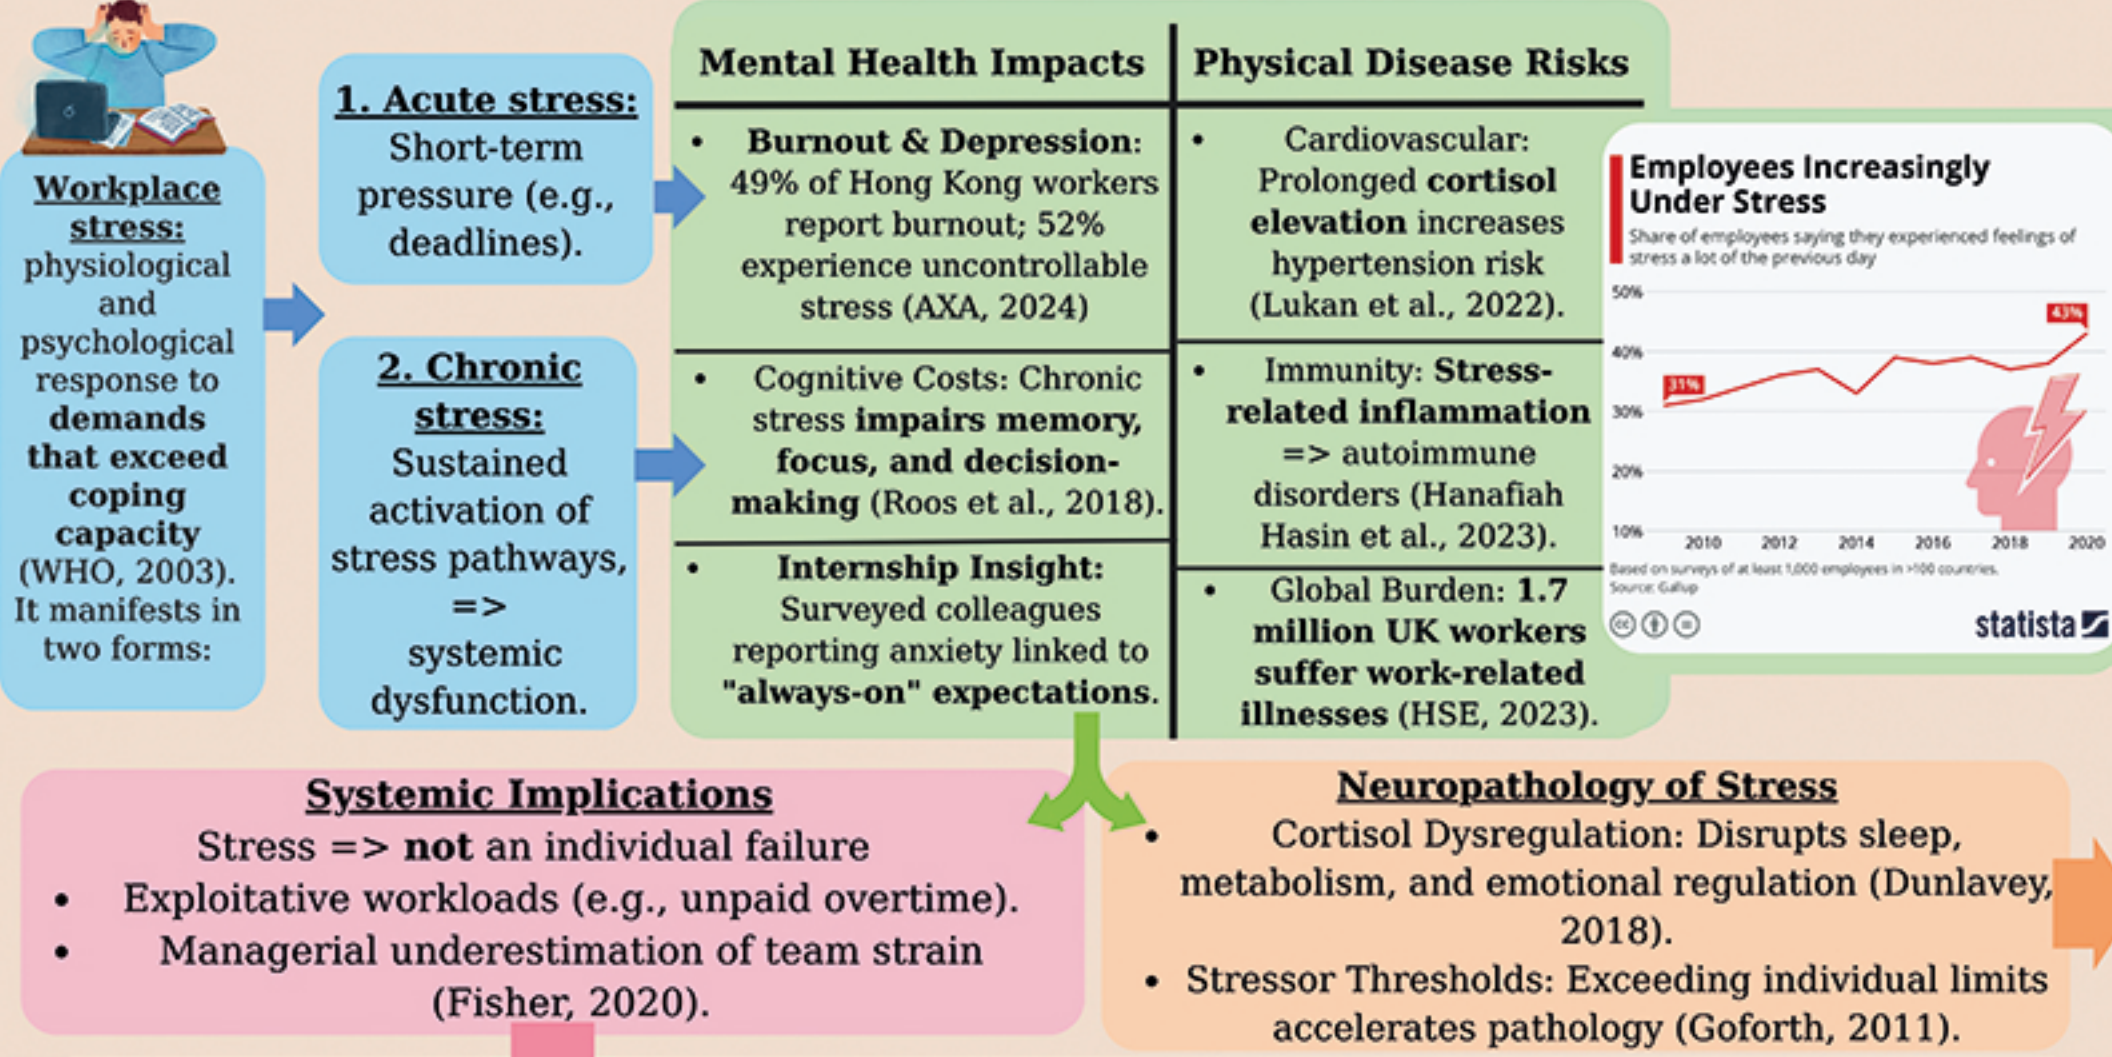 Workplace
stress:
physiological
and
psychological
response to
demands
that exceed
coping
capacity
(WHO, 2003).
It manifests in
two forms:
1. Acute stress:
Short-term
pressure (e.g.,
deadlines).
2. Chronic
stress:
Sustained
activation of
stress pathways,
=>
systemic
dysfunction.
Mental Health Impacts
• Burnout & Depression:
49% of Hong Kong workers
report burnout; 52%
experience uncontrollable
stress (AXA, 2024)
• Cognitive Costs: Chronic
stress impairs memory,
focus, and decision-
making (Roos et al., 2018).
• Internship Insight:
Surveyed colleagues
reporting anxiety linked to
"always-on" expectations.
Physical Disease Risks
• Cardiovascular:
Prolonged cortisol
elevation increases
hypertension risk
(Lukan et al., 2022).
• Immunity: Stress-
related inflammation
=> autoimmune
disorders (Hanafiah
Hasin et al., 2023).
• Global Burden: 1.7
million UK workers
suffer work-related
illnesses (HSE, 2023).
Employees Increasingly
Under Stress
Share of employees saying they experienced feelings of
stress a lot of the previous day
50%
43%
40%
31%
30%
20%
10%
2010 2012 2014 2016 2018 2020
Based on surveys of at least 1,000 employees in >100 countries.
Source: Gallup
cc
statista
Systemic Implications
Stress => not an individual failure
• Exploitative workloads (e.g., unpaid overtime).
• Managerial underestimation of team strain
(Fisher, 2020).
Neuropathology of Stress
• Cortisol Dysregulation: Disrupts sleep,
metabolism, and emotional regulation (Dunlavey,
2018).
• Stressor Thresholds: Exceeding individual limits
accelerates pathology (Goforth, 2011).